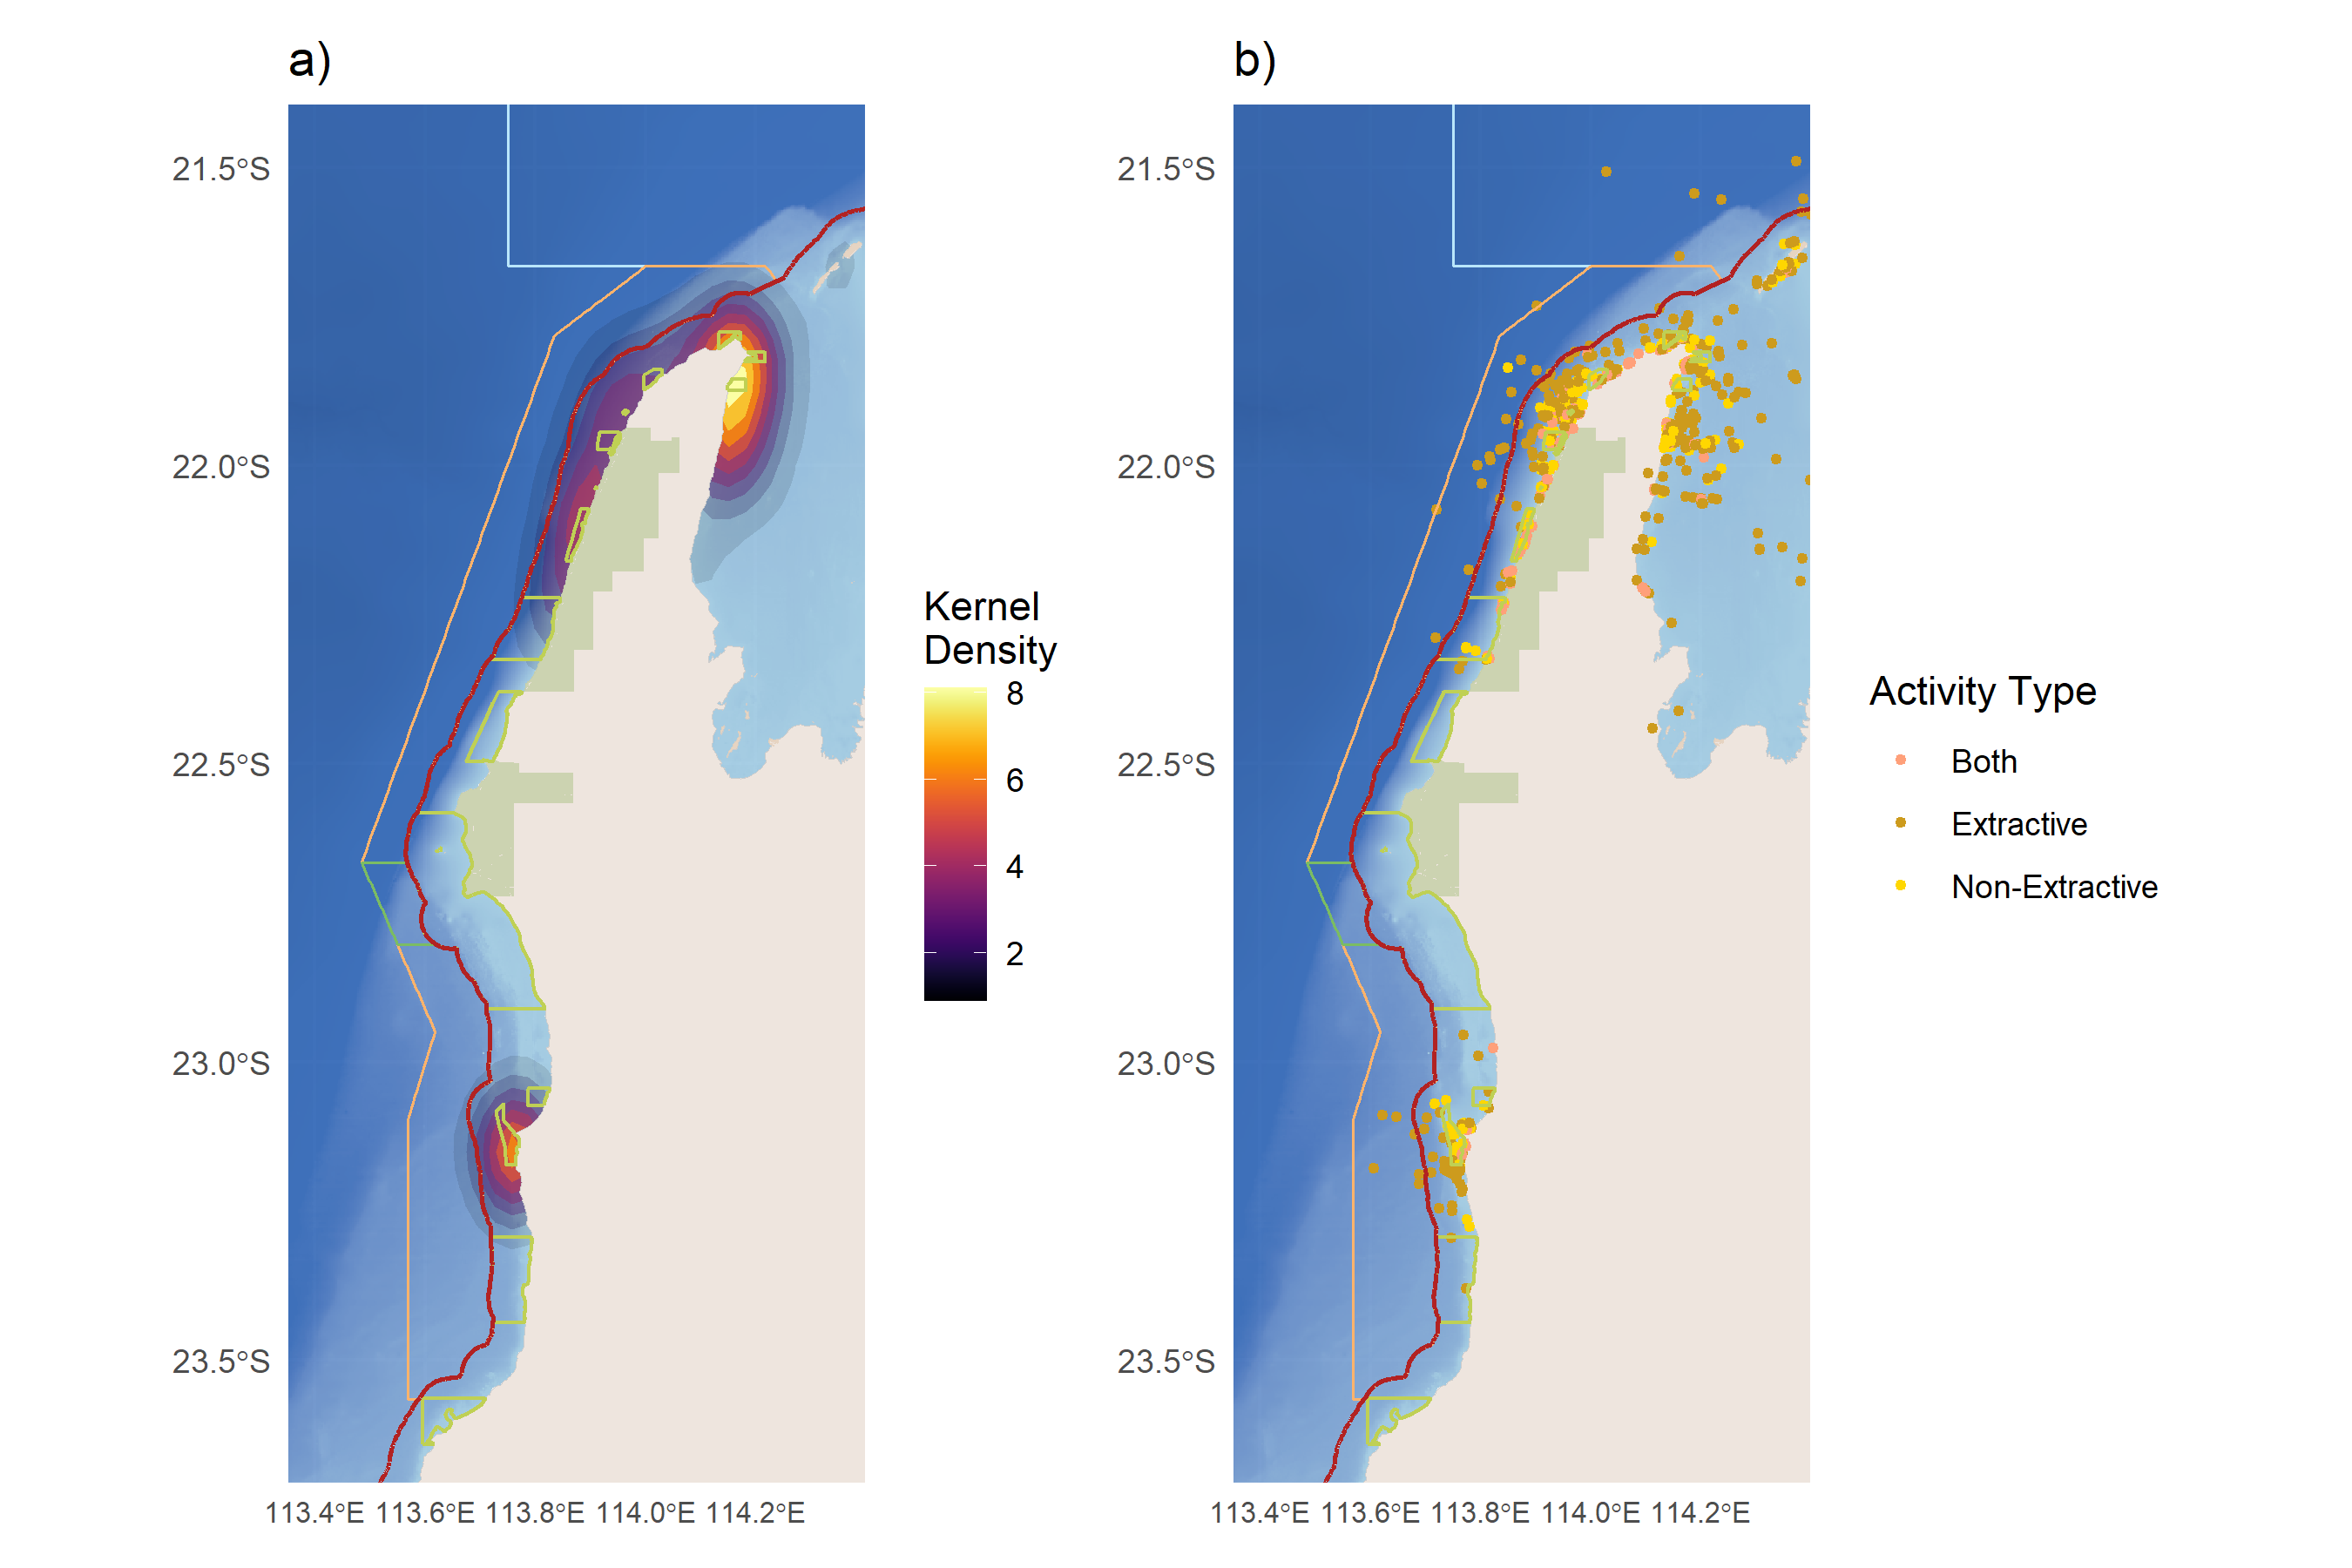 a)
21.5°S
22.0°S
22.5°S
23.0°S
23.5°S
113.4°E 113.6°E 113.8°E 114.0°E 114.2°E
Kernel
Density
8
6
4
2
b)
21.5°S
22.0°S
22.5°S
23.0°S
23.5°S
113.4°E 113.6°E 113.8°E 114.0°E 114.2°E
Activity Type
Both
Extractive
Non-Extractive